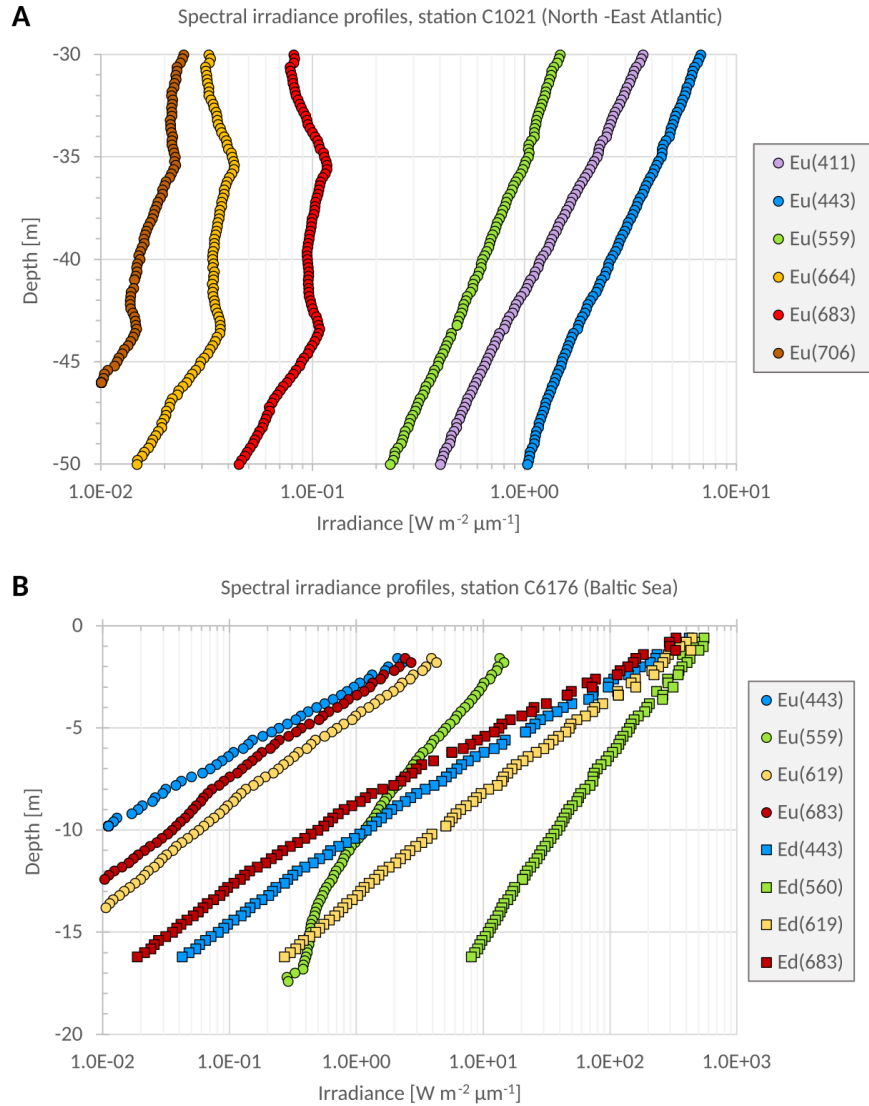 A
Spectral irradiance profiles, station C1021 (North -East Atlantic)
-30
-35
-40
-45
-50
Depth [m]
1.0E-02 1.0E-01 1.0E+00 1.0E+01
Irradiance [W m⁻² µm⁻¹]
Eu(411)
Eu(443)
Eu(559)
Eu(664)
Eu(683)
Eu(706)
B
Spectral irradiance profiles, station C6176 (Baltic Sea)
0
-5
-10
-15
-20
Depth [m]
1.0E-02 1.0E-01 1.0E+00 1.0E+01 1.0E+02 1.0E+03
Irradiance [W m⁻² µm⁻¹]
Eu(443)
Eu(559)
Eu(619)
Eu(683)
Ed(443)
Ed(560)
Ed(619)
Ed(683)